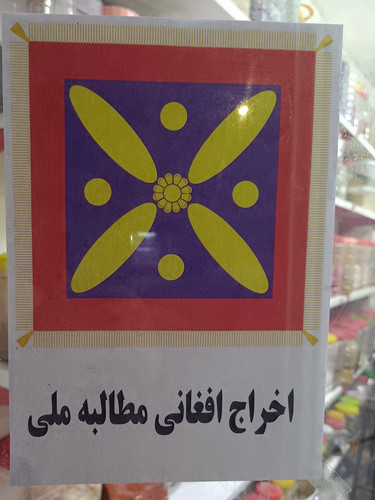 اخراج افغانی مطالبه ملی